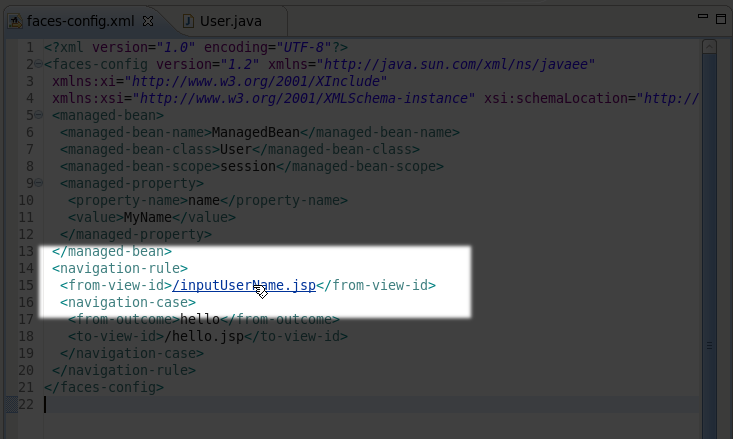 faces-config.xml User.java
1 <?xml version="1.0" encoding="UTF-8"?>
2 <faces-config version="1.2" xmlns="http://java.sun.com/xml/ns/javaee"
3 xmlns:xi="http://www.w3.org/2001/XInclude"
4 xmlns:xsi="http://www.w3.org/2001/XMLSchema-instance" xsi:schemaLocation="http://
5 <managed-bean>
6 <managed-bean-name>ManagedBean</managed-bean-name>
7 <managed-bean-class>User</managed-bean-class>
8 <managed-bean-scope>session</managed-bean-scope>
9 <managed-property>
10 <property-name>name</property-name>
11 <value>MyName</value>
12 </managed-property>
13 </managed-bean>
14 <navigation-rule>
15 <from-view-id>/inputUserName.jsp</from-view-id>
16 <navigation-case>
17 <from-outcome>hello</from-outcome>
18 <to-view-id>/hello.jsp</to-view-id>
19 </navigation-case>
20 </navigation-rule>
21 </faces-config>
22